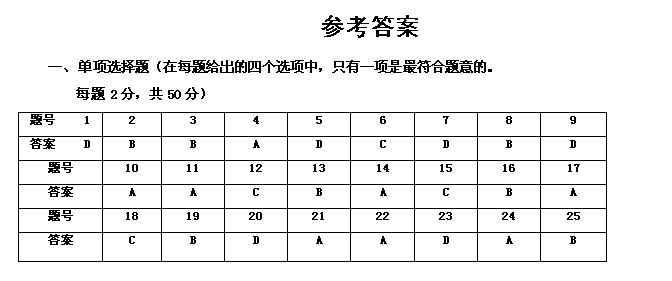 参考答案
一、单项选择题（在每题给出的四个选项中，只有一项是最符合题意的。
每题 2分，共 50 分）
题号 1 2 3 4 5 6 7 8 9
答案 D B B A D C D B D
题号 10 11 12 13 14 15 16 17
答案 A A C B A C B A
题号 18 19 20 21 22 23 24 25
答案 C B D A A D A B